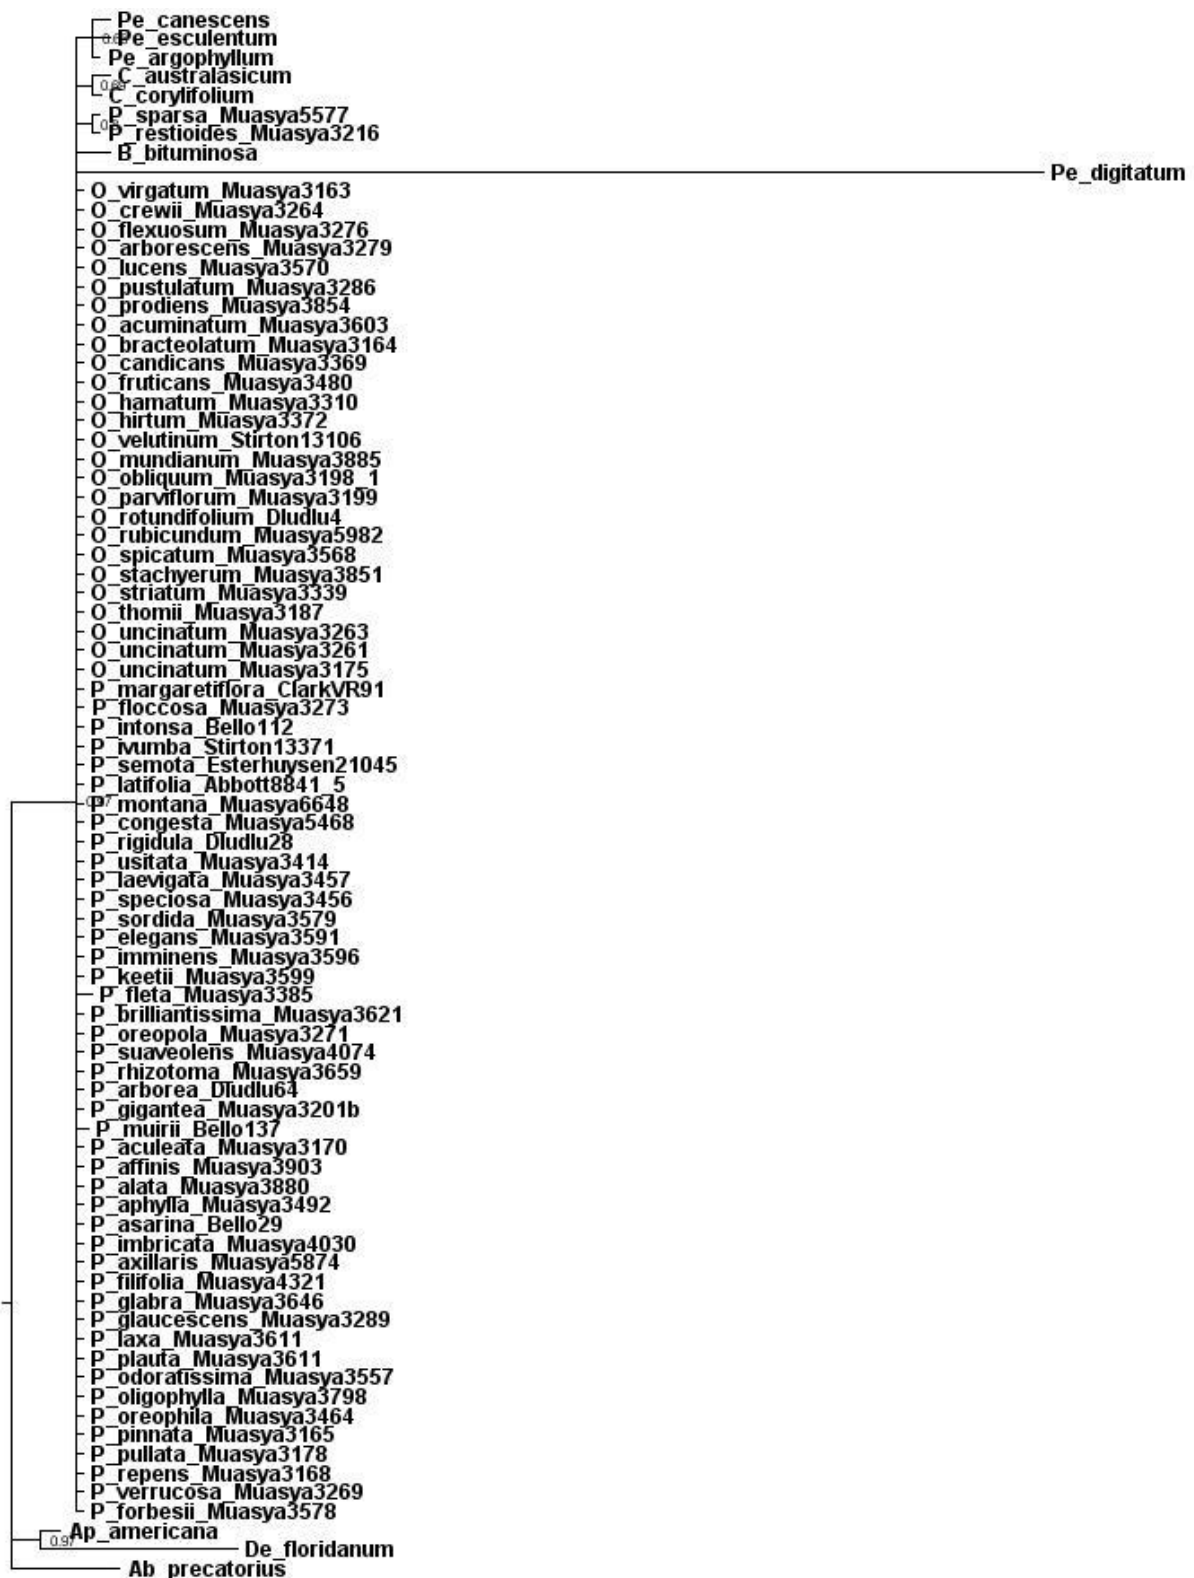 Pe_canescens
Pe_esculentum
Pe_argophyllum
C_australasicum
C_corylifolium
P_sparsa_Muasya5577
P_restioides_Muasya3216
B_bituminosa
Pe_digitatum
O_virgatum_Muasya3163
O_crewii_Muasya3264
O_flexuosum_Muasya3276
O_arborescens_Muasya3279
O_lucens_Muasya3570
O_pustulatum_Muasya3286
O_prodiens_Muasya3854
O_acuminatum_Muasya3603
O_bracteolatum_Muasya3164
O_candicans_Muasya3369
O_fruticans_Muasya3480
O_hamatum_Muasya3310
O_hirtum_Muasya3372
O_velutinum_Stirton13106
O_mundianum_Muasya3885
O_obliquum_Muasya3198_1
O_parviflorum_Muasya3199
O_rotundifolium_Dludlu4
O_rubicundum_Muasya5982
O_spicatum_Muasya3568
O_stachyerum_Muasya3851
O_striatum_Muasya3339
O_thomii_Muasya3187
O_uncinatum_Muasya3263
O_uncinatum_Muasya3261
O_uncinatum_Muasya3175
P_margaretiflora_ClarkVR91
P_floccosa_Muasya3273
P_intonsa_Bello112
P_ivumba_Stirton13371
P_semota_Esterhuysen21045
P_latifolia_Abbott8841_5
P_montana_Muasya6648
P_congesta_Muasya5468
P_rigidula_Dludlu28
P_usitata_Muasya3414
P_laevigata_Muasya3457
P_speciosa_Muasya3456
P_sordida_Muasya3579
P_elegans_Muasya3591
P_imminens_Muasya3596
P_keetii_Muasya3599
P_fleta_Muasya3385
P_brilliantissima_Muasya3621
P_oreopola_Muasya3271
P_suaveolens_Muasya4074
P_rhizotoma_Muasya3659
P_arborea_Dludlu64
P_gigantea_Muasya3201b
P_muirii_Bello137
P_aculeata_Muasya3170
P_affinis_Muasya3903
P_alata_Muasya3880
P_aphylla_Muasya3492
P_asarina_Bello29
P_imbricata_Muasya4030
P_axillaris_Muasya5874
P_filifolia_Muasya4321
P_glabra_Muasya3646
P_glaucescens_Muasya3289
P_laxa_Muasya3611
P_plauta_Muasya3611
P_odoratissima_Muasya3557
P_oligophylla_Muasya3798
P_oreophila_Muasya3464
P_pinnata_Muasya3165
P_pullata_Muasya3178
P_repens_Muasya3168
P_verrucosa_Muasya3269
P_forbesii_Muasya3578
Ap_americana
0.97
De_floridanum
Ab_precatorius